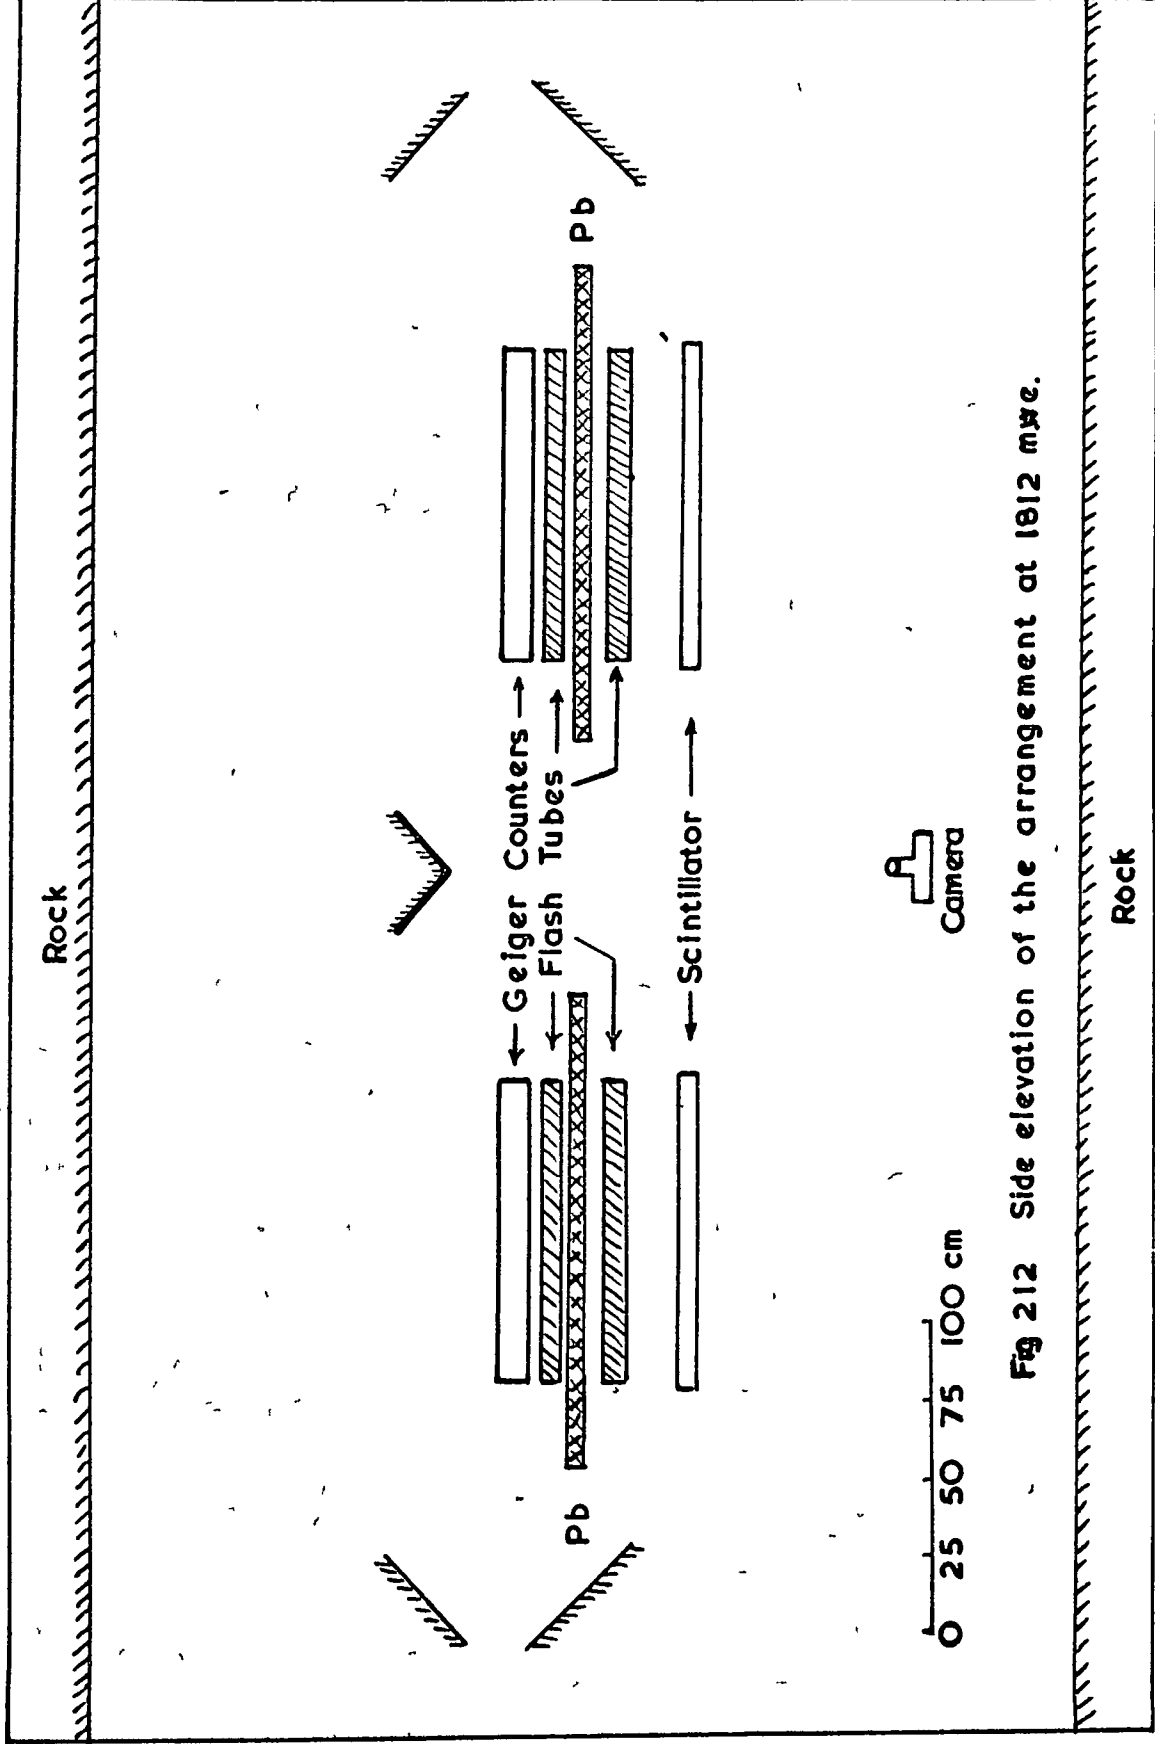 Rock
Pb
Pb
← Geiger Counters →
← Flash Tubes →
← Scintillator →
Camera
0 25 50 75 100 cm
Fig 212 Side elevation of the arrangement at 1812 mwe.
Rock